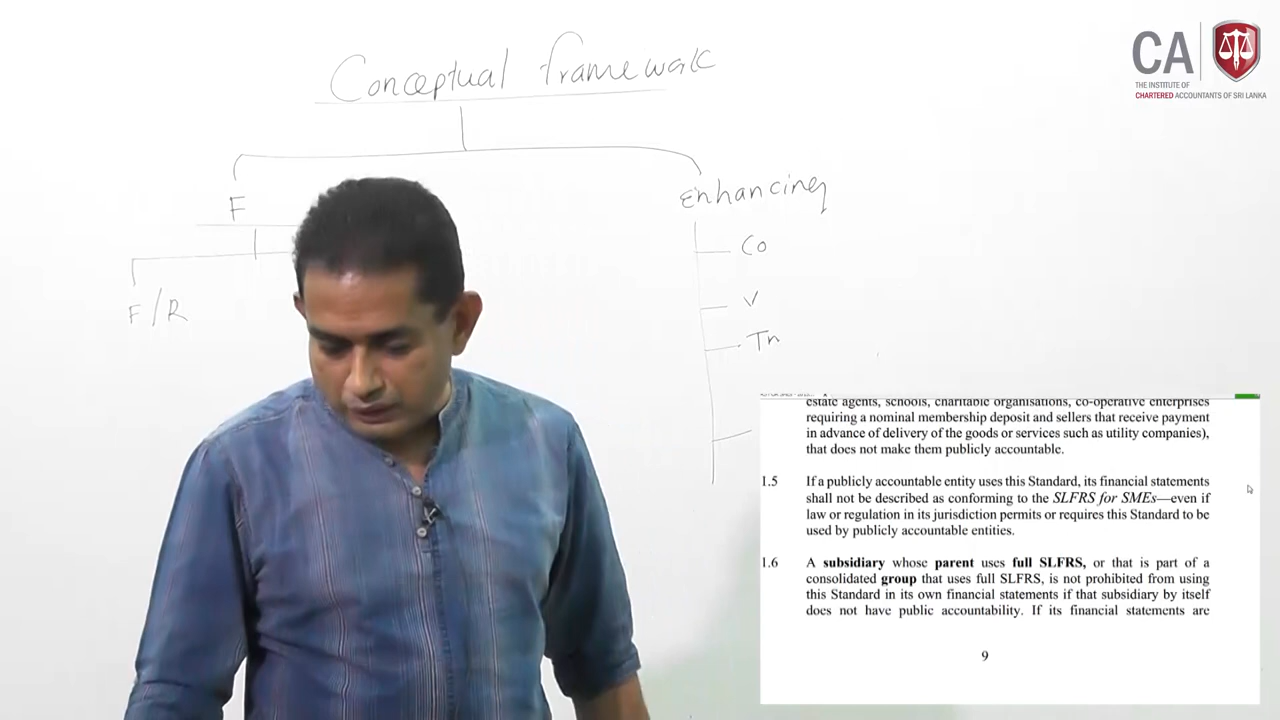 Conceptual framework
CA
THE INSTITUTE OF
CHARTERED ACCOUNTANTS OF SRI LANKA
F
Enhancing
Co
F/R
V
Tn
estate agents, schools, charitable organisations, co-operative enterprises
requiring a nominal membership deposit and sellers that receive payment
in advance of delivery of the goods or services such as utility companies),
that does not make them publicly accountable.
1.5 If a publicly accountable entity uses this Standard, its financial statements
shall not be described as conforming to the SLFRS for SMEs—even if
law or regulation in its jurisdiction permits or requires this Standard to be
used by publicly accountable entities.
1.6 A subsidiary whose parent uses full SLFRS, or that is part of a
consolidated group that uses full SLFRS, is not prohibited from using
this Standard in its own financial statements if that subsidiary by itself
does not have public accountability. If its financial statements are
9